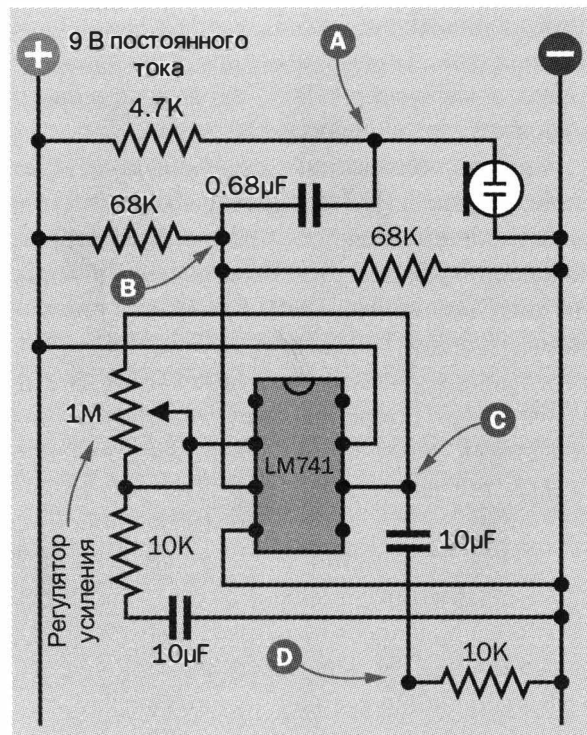 +
9 В постоянного
тока
A
−
4.7K
0.68μF
68K
68K
B
1M
LM741
C
Регулятор
усиления
10K
10μF
10μF
D
10K